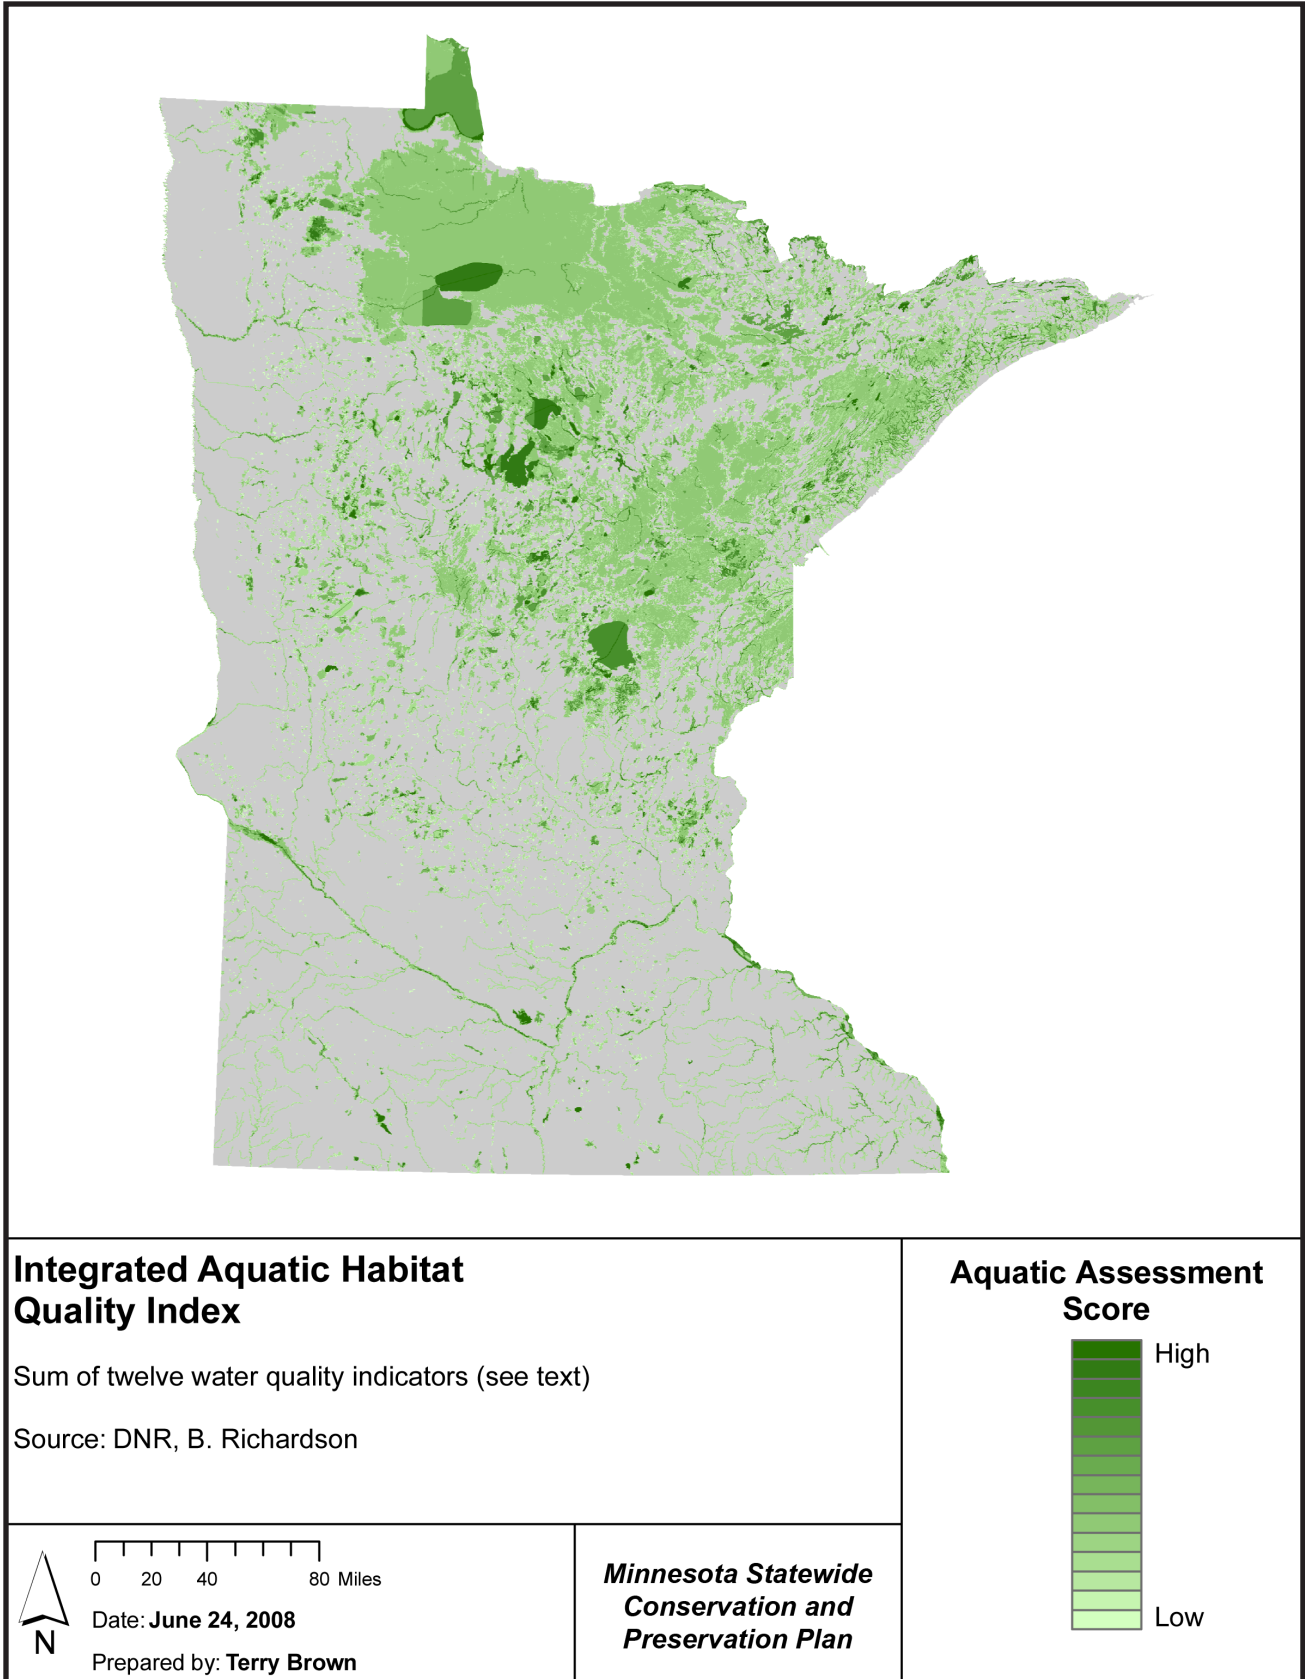 Integrated Aquatic Habitat
Quality Index
Sum of twelve water quality indicators (see text)
Source: DNR, B. Richardson
Aquatic Assessment
Score
High
Low
0 20 40 80 Miles
Date: June 24, 2008
Prepared by: Terry Brown
N
Minnesota Statewide
Conservation and
Preservation Plan